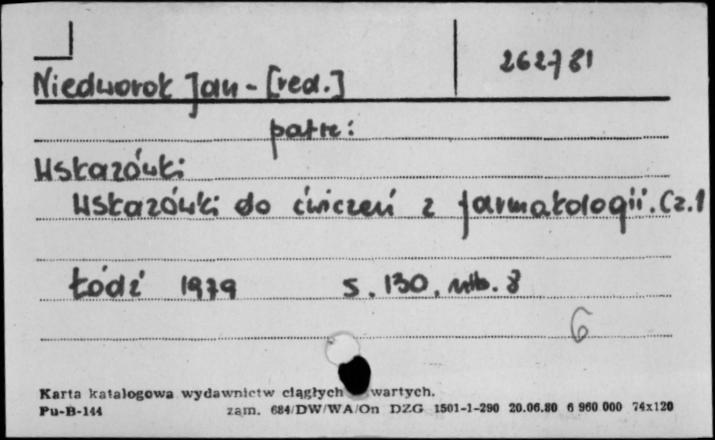 262781
Niedworok Jan - [red.]
patrz:
Wskazówki
Wskazówki do ćwiczeń z farmakologii. Cz.1
Łódź 1979 s. 130, nlb. 8
6
Karta katalogowa wydawnictw ciągłych wartych.
Pu-B-144 zam. 684/DW/WA/On DZG 1501-1-290 20.06.80 6 960 000 74x120